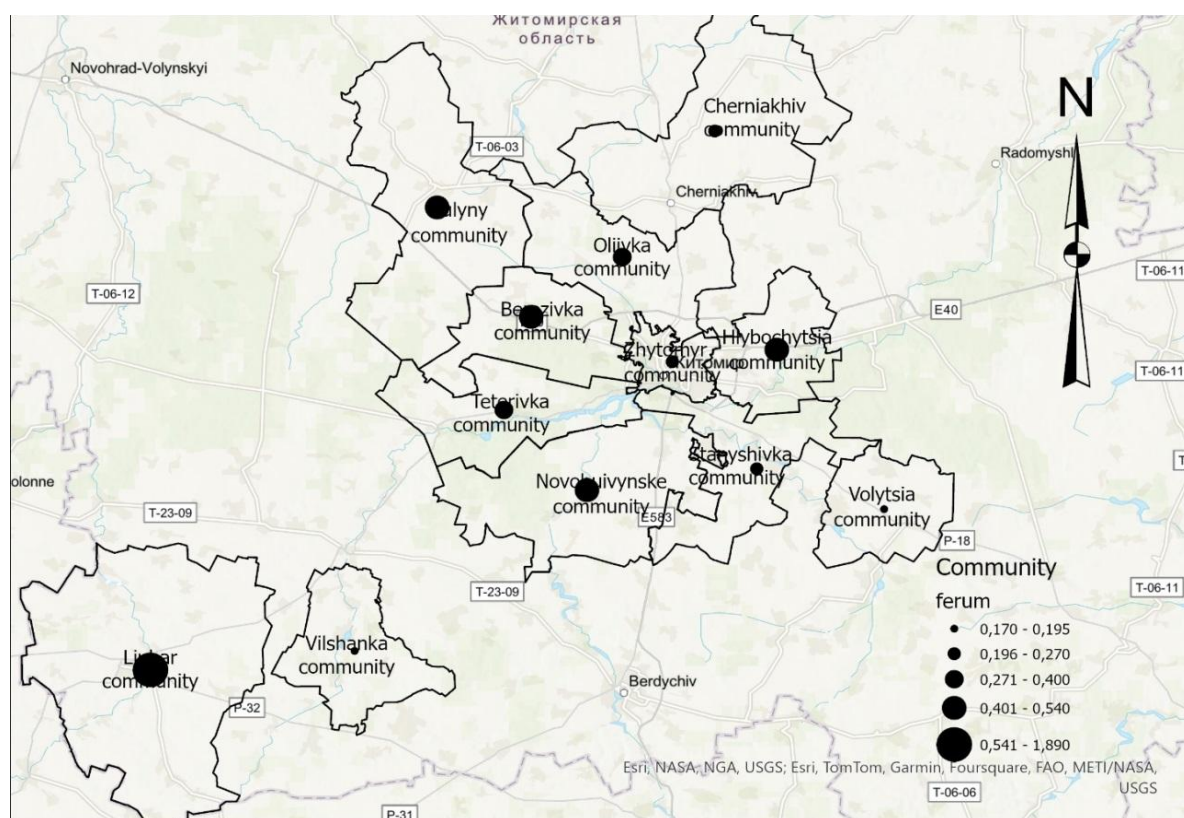 Житомирская
область
Novohrad-Volynskyi
Cherniakhiv
community
N
T-06-03
Radomyshl
Cherniakhiv
community
Oliivka
community
T-06-11
T-06-12
E40
community
Hlybochytsia
community
Zhytomyr
community
T-06-11
Teterivka
community
Stanyshivka
community
olonne
Novohuivynske
community
Volytsia
community
T-23-09
E583
P-18
Community
T-23-09
T-06-11
ferum
0,170 - 0,195
Vilshanka
community
0,196 - 0,270
community
0,271 - 0,400
Berdychiv
P-32
0,401 - 0,540
0,541 - 1,890
Esri, NASA, NGA, USGS; Esri, TomTom, Garmin, Foursquare, FAO, METI/NASA,
USGS
T-06-06
P-31